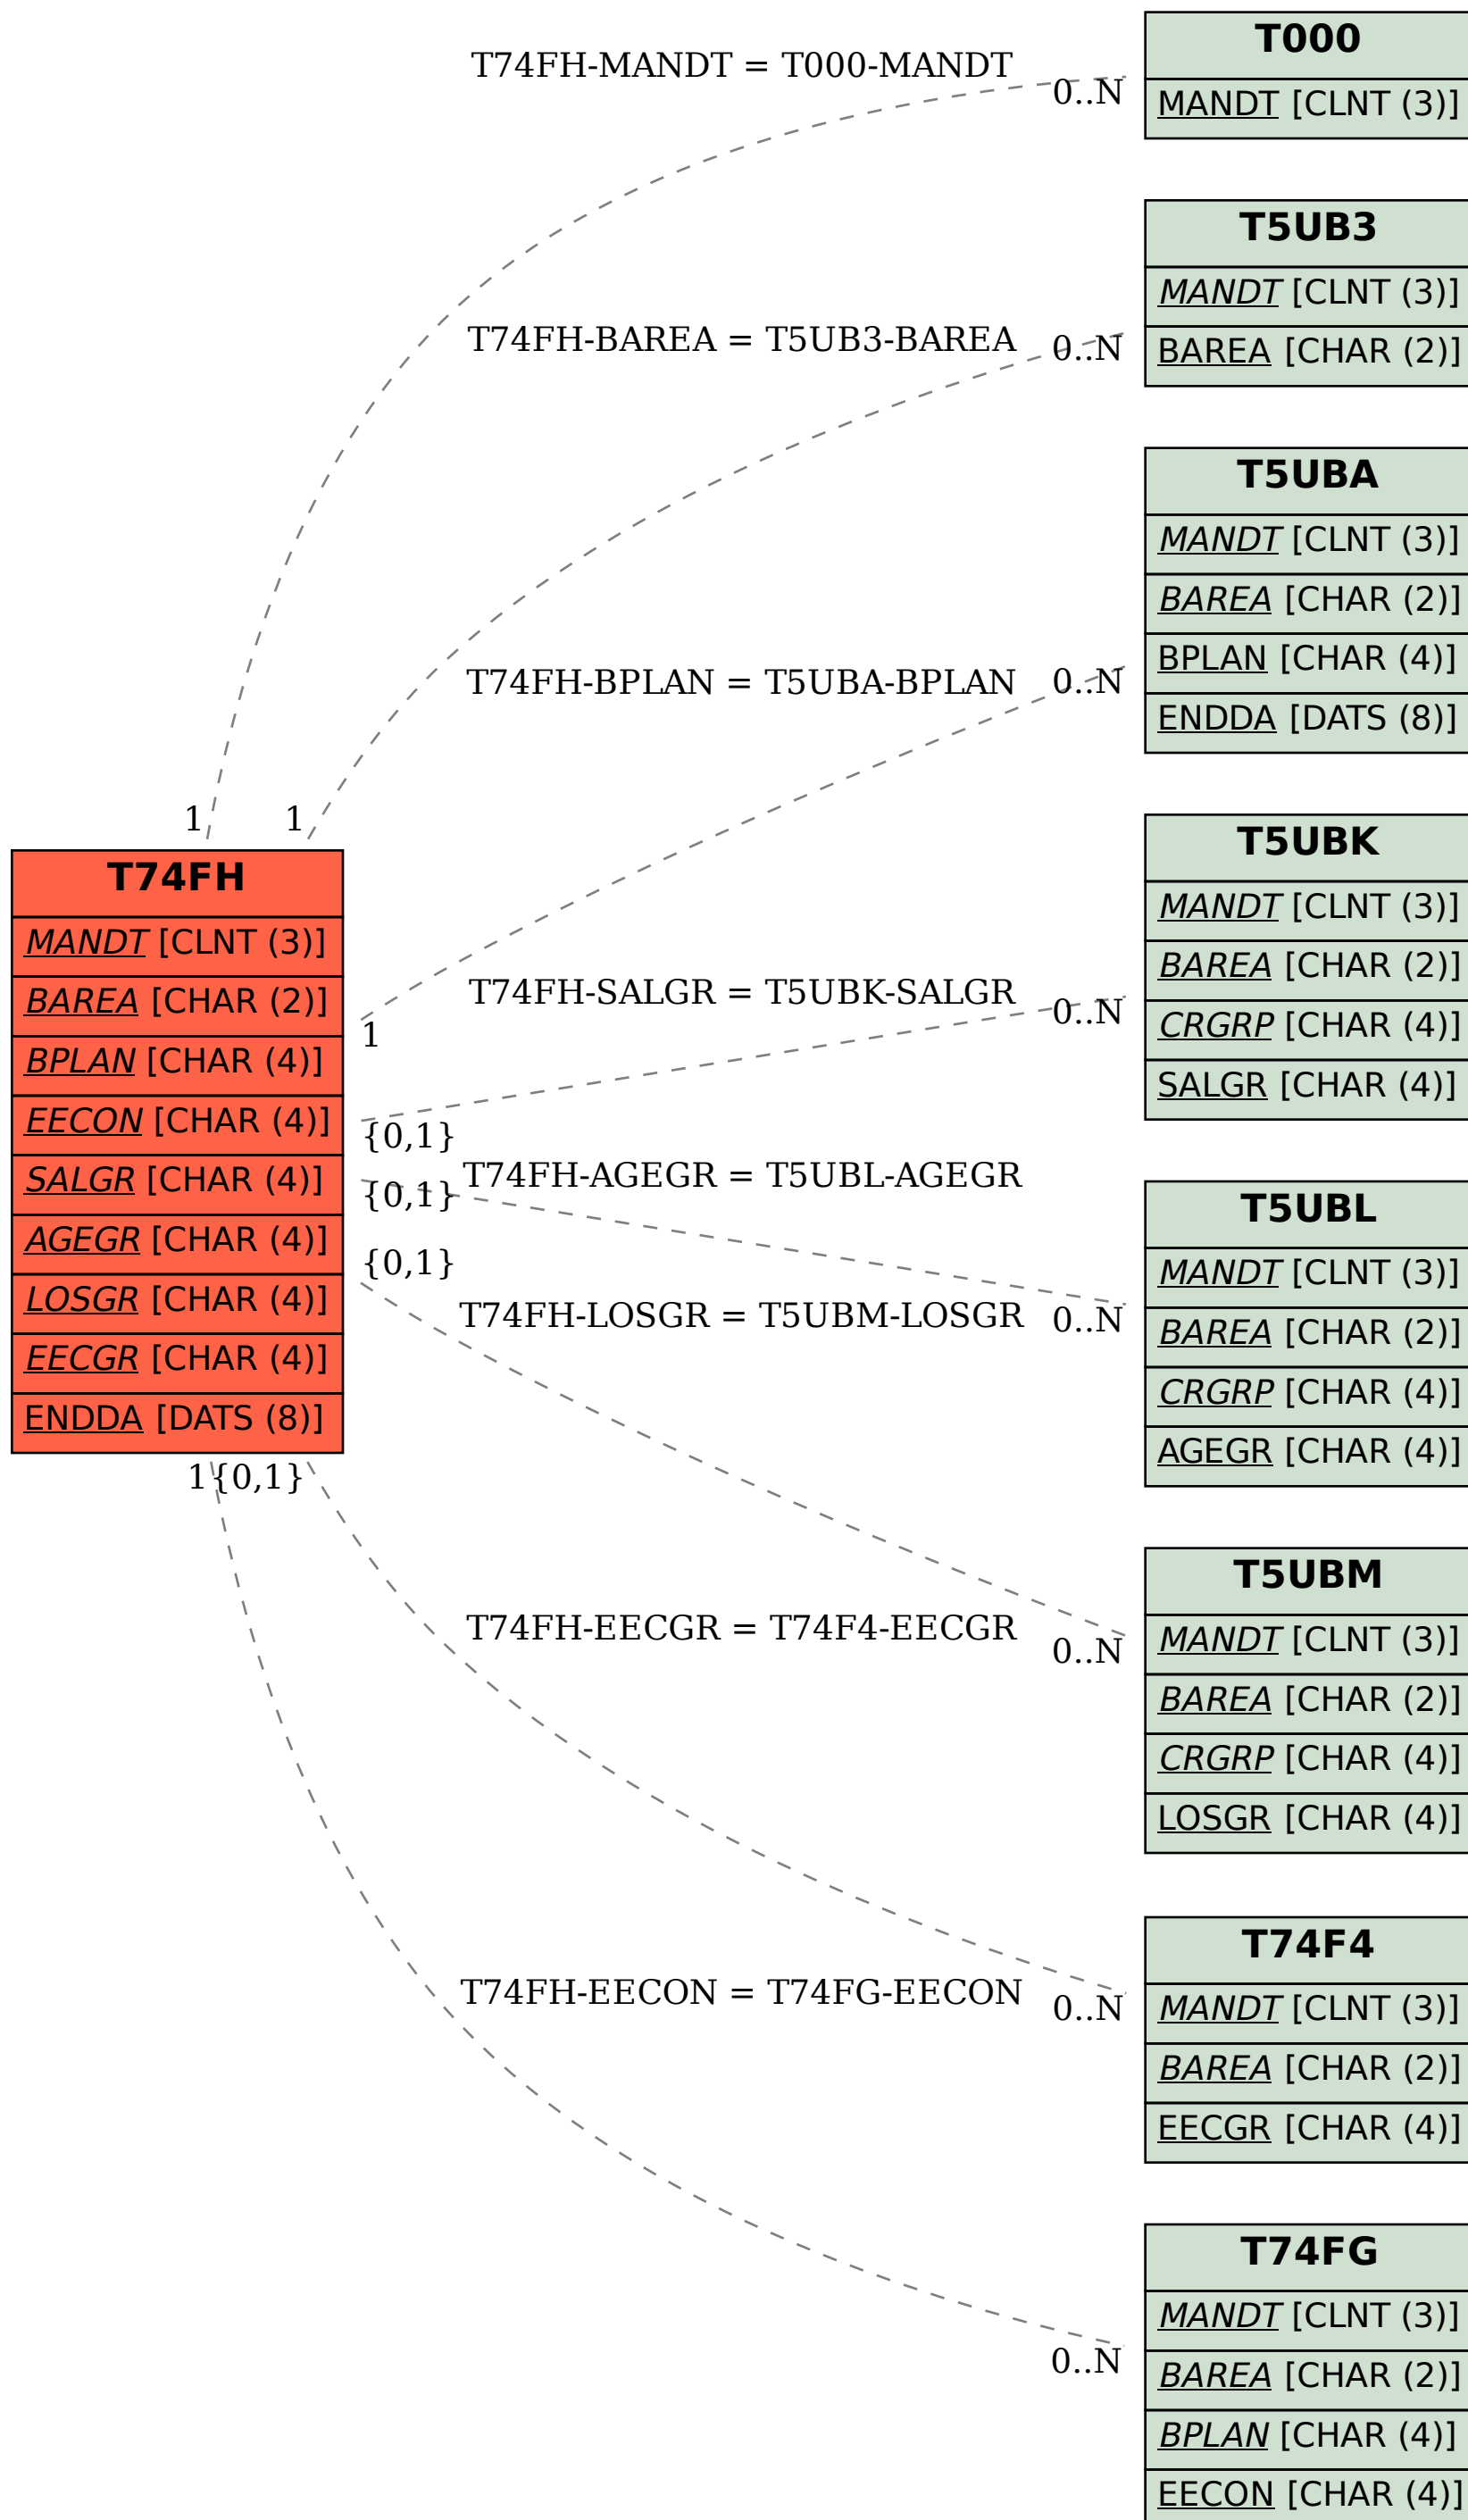 T000
MANDT [CLNT (3)]
T74FH-MANDT = T000-MANDT
0..N
T5UB3
MANDT [CLNT (3)]
BAREA [CHAR (2)]
T74FH-BAREA = T5UB3-BAREA
0..N
T5UBA
MANDT [CLNT (3)]
BAREA [CHAR (2)]
BPLAN [CHAR (4)]
ENDDA [DATS (8)]
T74FH-BPLAN = T5UBA-BPLAN
0..N
1
1
T74FH
MANDT [CLNT (3)]
BAREA [CHAR (2)]
BPLAN [CHAR (4)]
EECON [CHAR (4)]
SALGR [CHAR (4)]
AGEGR [CHAR (4)]
LOSGR [CHAR (4)]
EECGR [CHAR (4)]
ENDDA [DATS (8)]
1
T5UBK
MANDT [CLNT (3)]
BAREA [CHAR (2)]
CRGRP [CHAR (4)]
SALGR [CHAR (4)]
T74FH-SALGR = T5UBK-SALGR
0..N
{0,1}
T74FH-AGEGR = T5UBL-AGEGR
{0,1}
{0,1}
T74FH-LOSGR = T5UBM-LOSGR
0..N
T5UBL
MANDT [CLNT (3)]
BAREA [CHAR (2)]
CRGRP [CHAR (4)]
AGEGR [CHAR (4)]
1
{0,1}
T5UBM
MANDT [CLNT (3)]
BAREA [CHAR (2)]
CRGRP [CHAR (4)]
LOSGR [CHAR (4)]
T74FH-EECGR = T74F4-EECGR
0..N
T74F4
MANDT [CLNT (3)]
BAREA [CHAR (2)]
EECGR [CHAR (4)]
T74FH-EECON = T74FG-EECON
0..N
T74FG
MANDT [CLNT (3)]
BAREA [CHAR (2)]
BPLAN [CHAR (4)]
EECON [CHAR (4)]
0..N